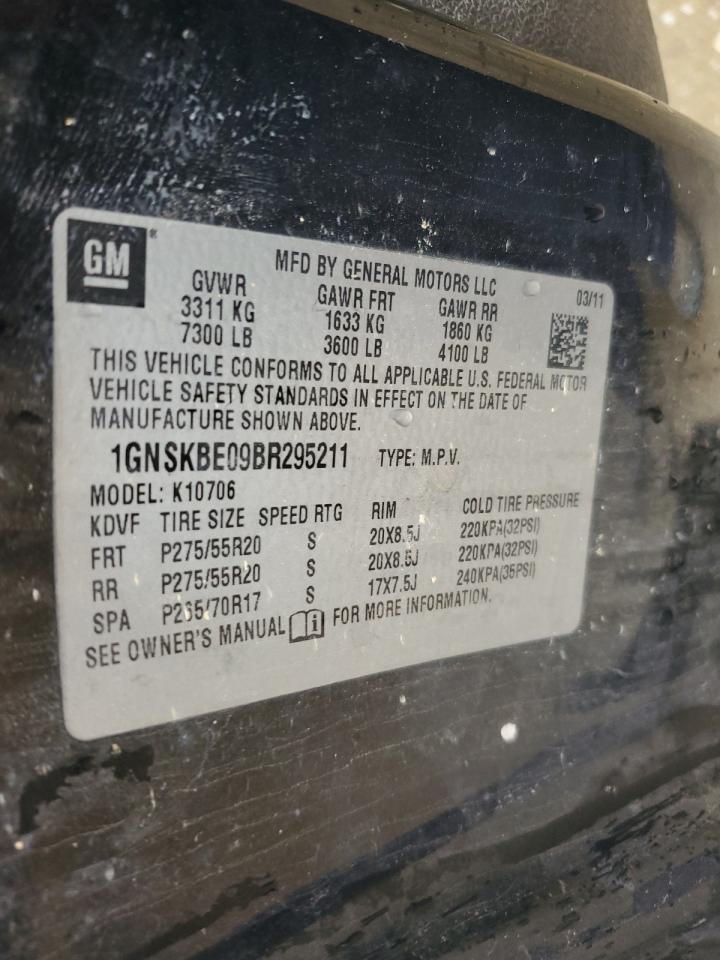 GM
MFD BY GENERAL MOTORS LLC 03/11
GVWR GAWR FRT GAWR RR
3311 KG 1633 KG 1860 KG
7300 LB 3600 LB 4100 LB
THIS VEHICLE CONFORMS TO ALL APPLICABLE U.S. FEDERAL MOTOR
VEHICLE SAFETY STANDARDS IN EFFECT ON THE DATE OF
MANUFACTURE SHOWN ABOVE.
1GNSKBE09BR295211 TYPE: M.P.V.
MODEL: K10706
KDVF TIRE SIZE SPEED RTG RIM COLD TIRE PRESSURE
FRT P275/55R20 S 20X8.5J 220KPA(32PSI)
RR P275/55R20 S 20X8.5J 220KPA(32PSI)
SPA P265/70R17 S 17X7.5J 240KPA(35PSI)
SEE OWNER'S MANUAL i FOR MORE INFORMATION.